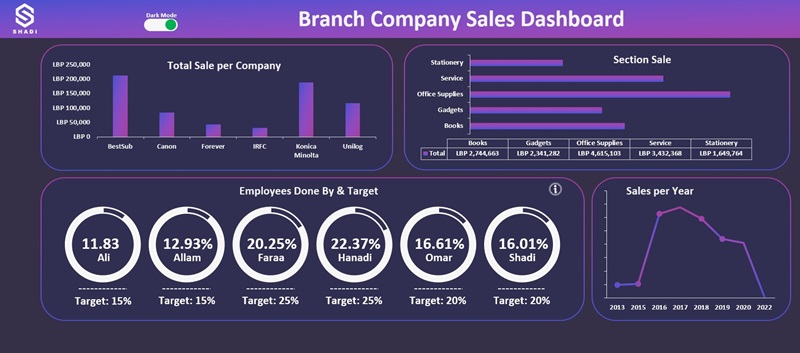 SHADI
Dark Mode
Branch Company Sales Dashboard
Total Sale per Company
LBP 250,000
LBP 200,000
LBP 150,000
LBP 100,000
LBP 50,000
LBP 0
BestSub Canon Forever IRFC Konica Minolta Unilog
Section Sale
Stationery
Service
Office Supplies
Gadgets
Books
Books Gadgets Office Supplies Service Stationery
Total LBP 2,744,663 LBP 2,341,282 LBP 4,615,103 LBP 3,432,368 LBP 1,649,764
Employees Done By & Target
i
11.83 12.93% 20.25% 22.37% 16.61% 16.01%
Ali Allam Faraa Hanadi Omar Shadi
Target: 15% Target: 15% Target: 25% Target: 25% Target: 20% Target: 20%
Sales per Year
2013 2015 2016 2017 2018 2019 2020 2022